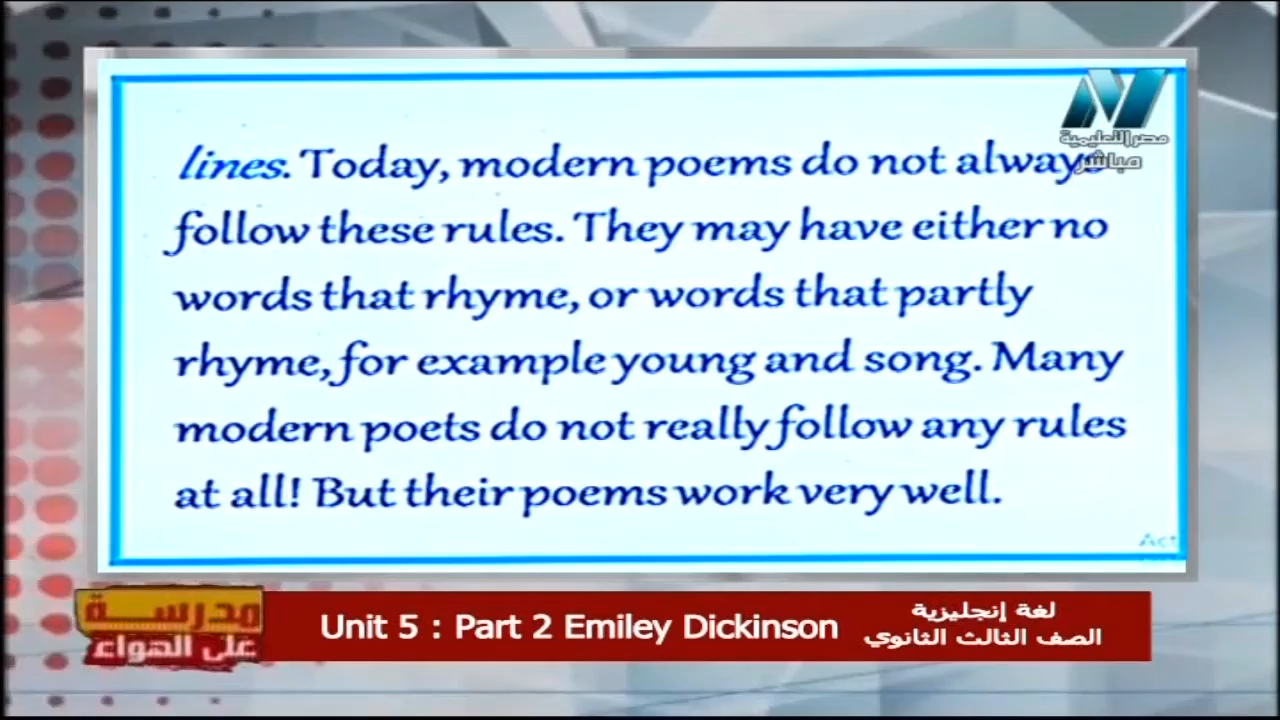 مصر التعليمية
مباشر
lines. Today, modern poems do not always
follow these rules. They may have either no
words that rhyme, or words that partly
rhyme, for example young and song. Many
modern poets do not really follow any rules
at all! But their poems work very well.
Act
مدرسة
على الهواء
Unit 5 : Part 2 Emiley Dickinson
لغة إنجليزية
الصف الثالث الثانوي